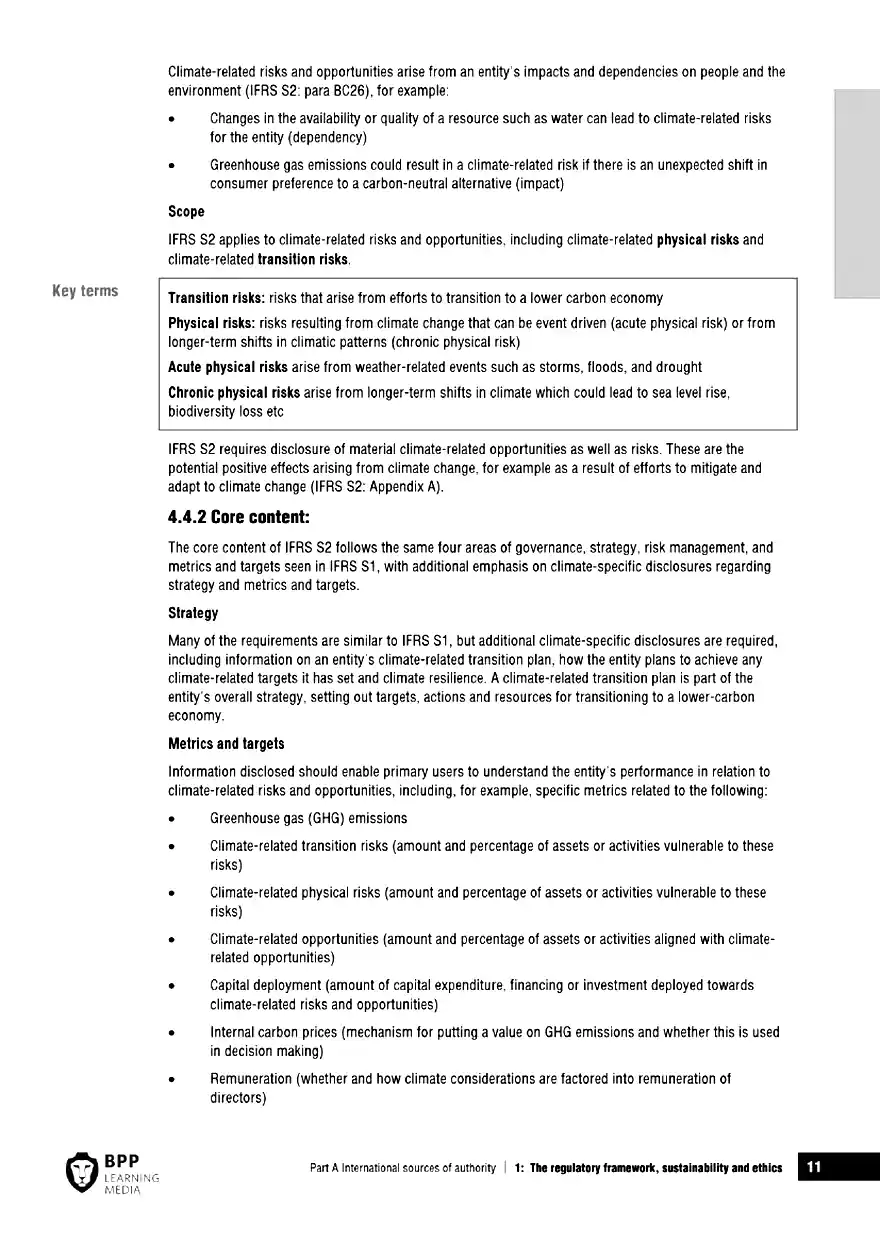 Climate-related risks and opportunities arise from an entity's impacts and dependencies on people and the
environment (IFRS S2: para BC26), for example:
• Changes in the availability or quality of a resource such as water can lead to climate-related risks
for the entity (dependency)
• Greenhouse gas emissions could result in a climate-related risk if there is an unexpected shift in
consumer preference to a carbon-neutral alternative (impact)
Scope
IFRS S2 applies to climate-related risks and opportunities, including climate-related physical risks and
climate-related transition risks.
Key terms
Transition risks: risks that arise from efforts to transition to a lower carbon economy
Physical risks: risks resulting from climate change that can be event driven (acute physical risk) or from
longer-term shifts in climatic patterns (chronic physical risk)
Acute physical risks arise from weather-related events such as storms, floods, and drought
Chronic physical risks arise from longer-term shifts in climate which could lead to sea level rise,
biodiversity loss etc
IFRS S2 requires disclosure of material climate-related opportunities as well as risks. These are the
potential positive effects arising from climate change, for example as a result of efforts to mitigate and
adapt to climate change (IFRS S2: Appendix A).
4.4.2 Core content:
The core content of IFRS S2 follows the same four areas of governance, strategy, risk management, and
metrics and targets seen in IFRS S1, with additional emphasis on climate-specific disclosures regarding
strategy and metrics and targets.
Strategy
Many of the requirements are similar to IFRS S1, but additional climate-specific disclosures are required,
including information on an entity's climate-related transition plan, how the entity plans to achieve any
climate-related targets it has set and climate resilience. A climate-related transition plan is part of the
entity's overall strategy, setting out targets, actions and resources for transitioning to a lower-carbon
economy.
Metrics and targets
Information disclosed should enable primary users to understand the entity's performance in relation to
climate-related risks and opportunities, including, for example, specific metrics related to the following:
• Greenhouse gas (GHG) emissions
• Climate-related transition risks (amount and percentage of assets or activities vulnerable to these
risks)
• Climate-related physical risks (amount and percentage of assets or activities vulnerable to these
risks)
• Climate-related opportunities (amount and percentage of assets or activities aligned with climate-
related opportunities)
• Capital deployment (amount of capital expenditure, financing or investment deployed towards
climate-related risks and opportunities)
• Internal carbon prices (mechanism for putting a value on GHG emissions and whether this is used
in decision making)
• Remuneration (whether and how climate considerations are factored into remuneration of
directors)
BPP
LEARNING
MEDIA
Part A International sources of authority | 1: The regulatory framework, sustainability and ethics 11